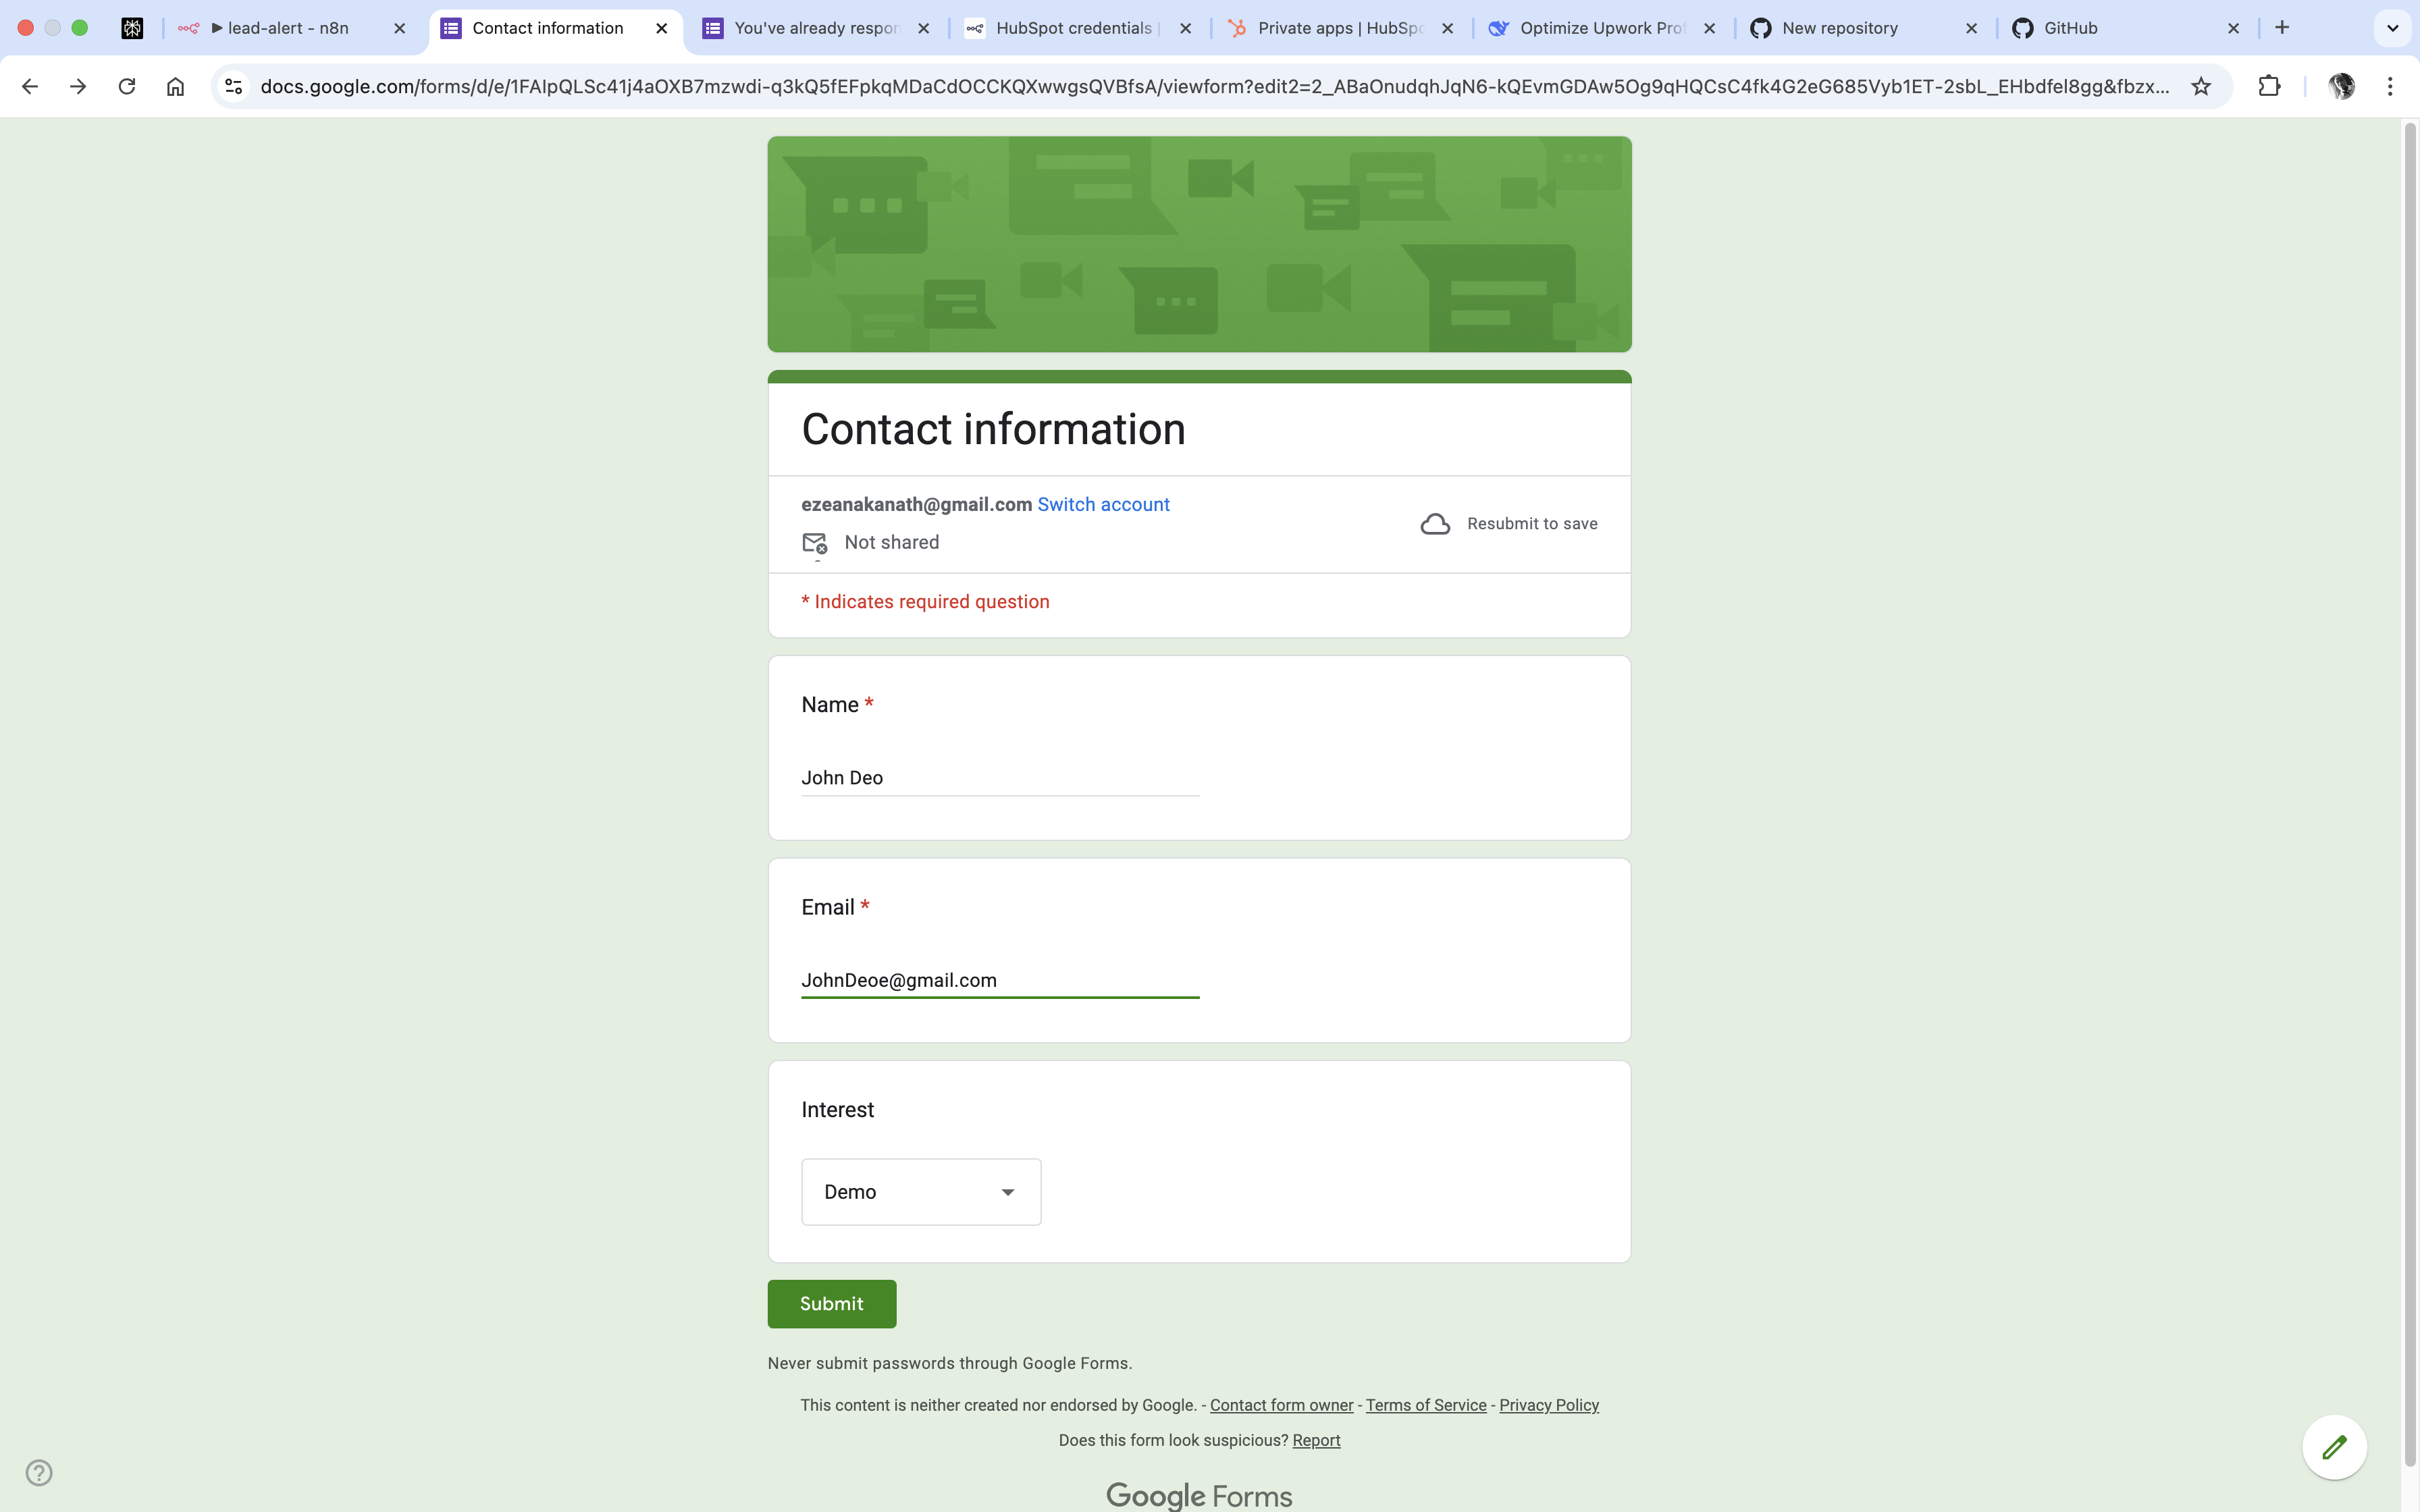 lead-alert - n8n
Contact information
You've already respon
HubSpot credentials
Private apps | HubSpo
Optimize Upwork Prof
New repository
GitHub
docs.google.com/forms/d/e/1FAIpQLSc41j4aOXB7mzwdi-q3kQ5fEFpkqMDaCdOCCKQXwwgsQVBfsA/viewform?edit2=2_ABaOnudqhJqN6-kQEvmGDAw5Og9qHQCsC4fk4G2eG685Vyb1ET-2sbL_EHbdfel8gg&fbzx...
Contact information
ezeanakanath@gmail.com Switch account
Not shared
Resubmit to save
* Indicates required question
Name *
John Deo
Email *
JohnDeoe@gmail.com
Interest
Demo
Submit
Never submit passwords through Google Forms.
This content is neither created nor endorsed by Google. - Contact form owner - Terms of Service - Privacy Policy
Does this form look suspicious? Report
Google Forms